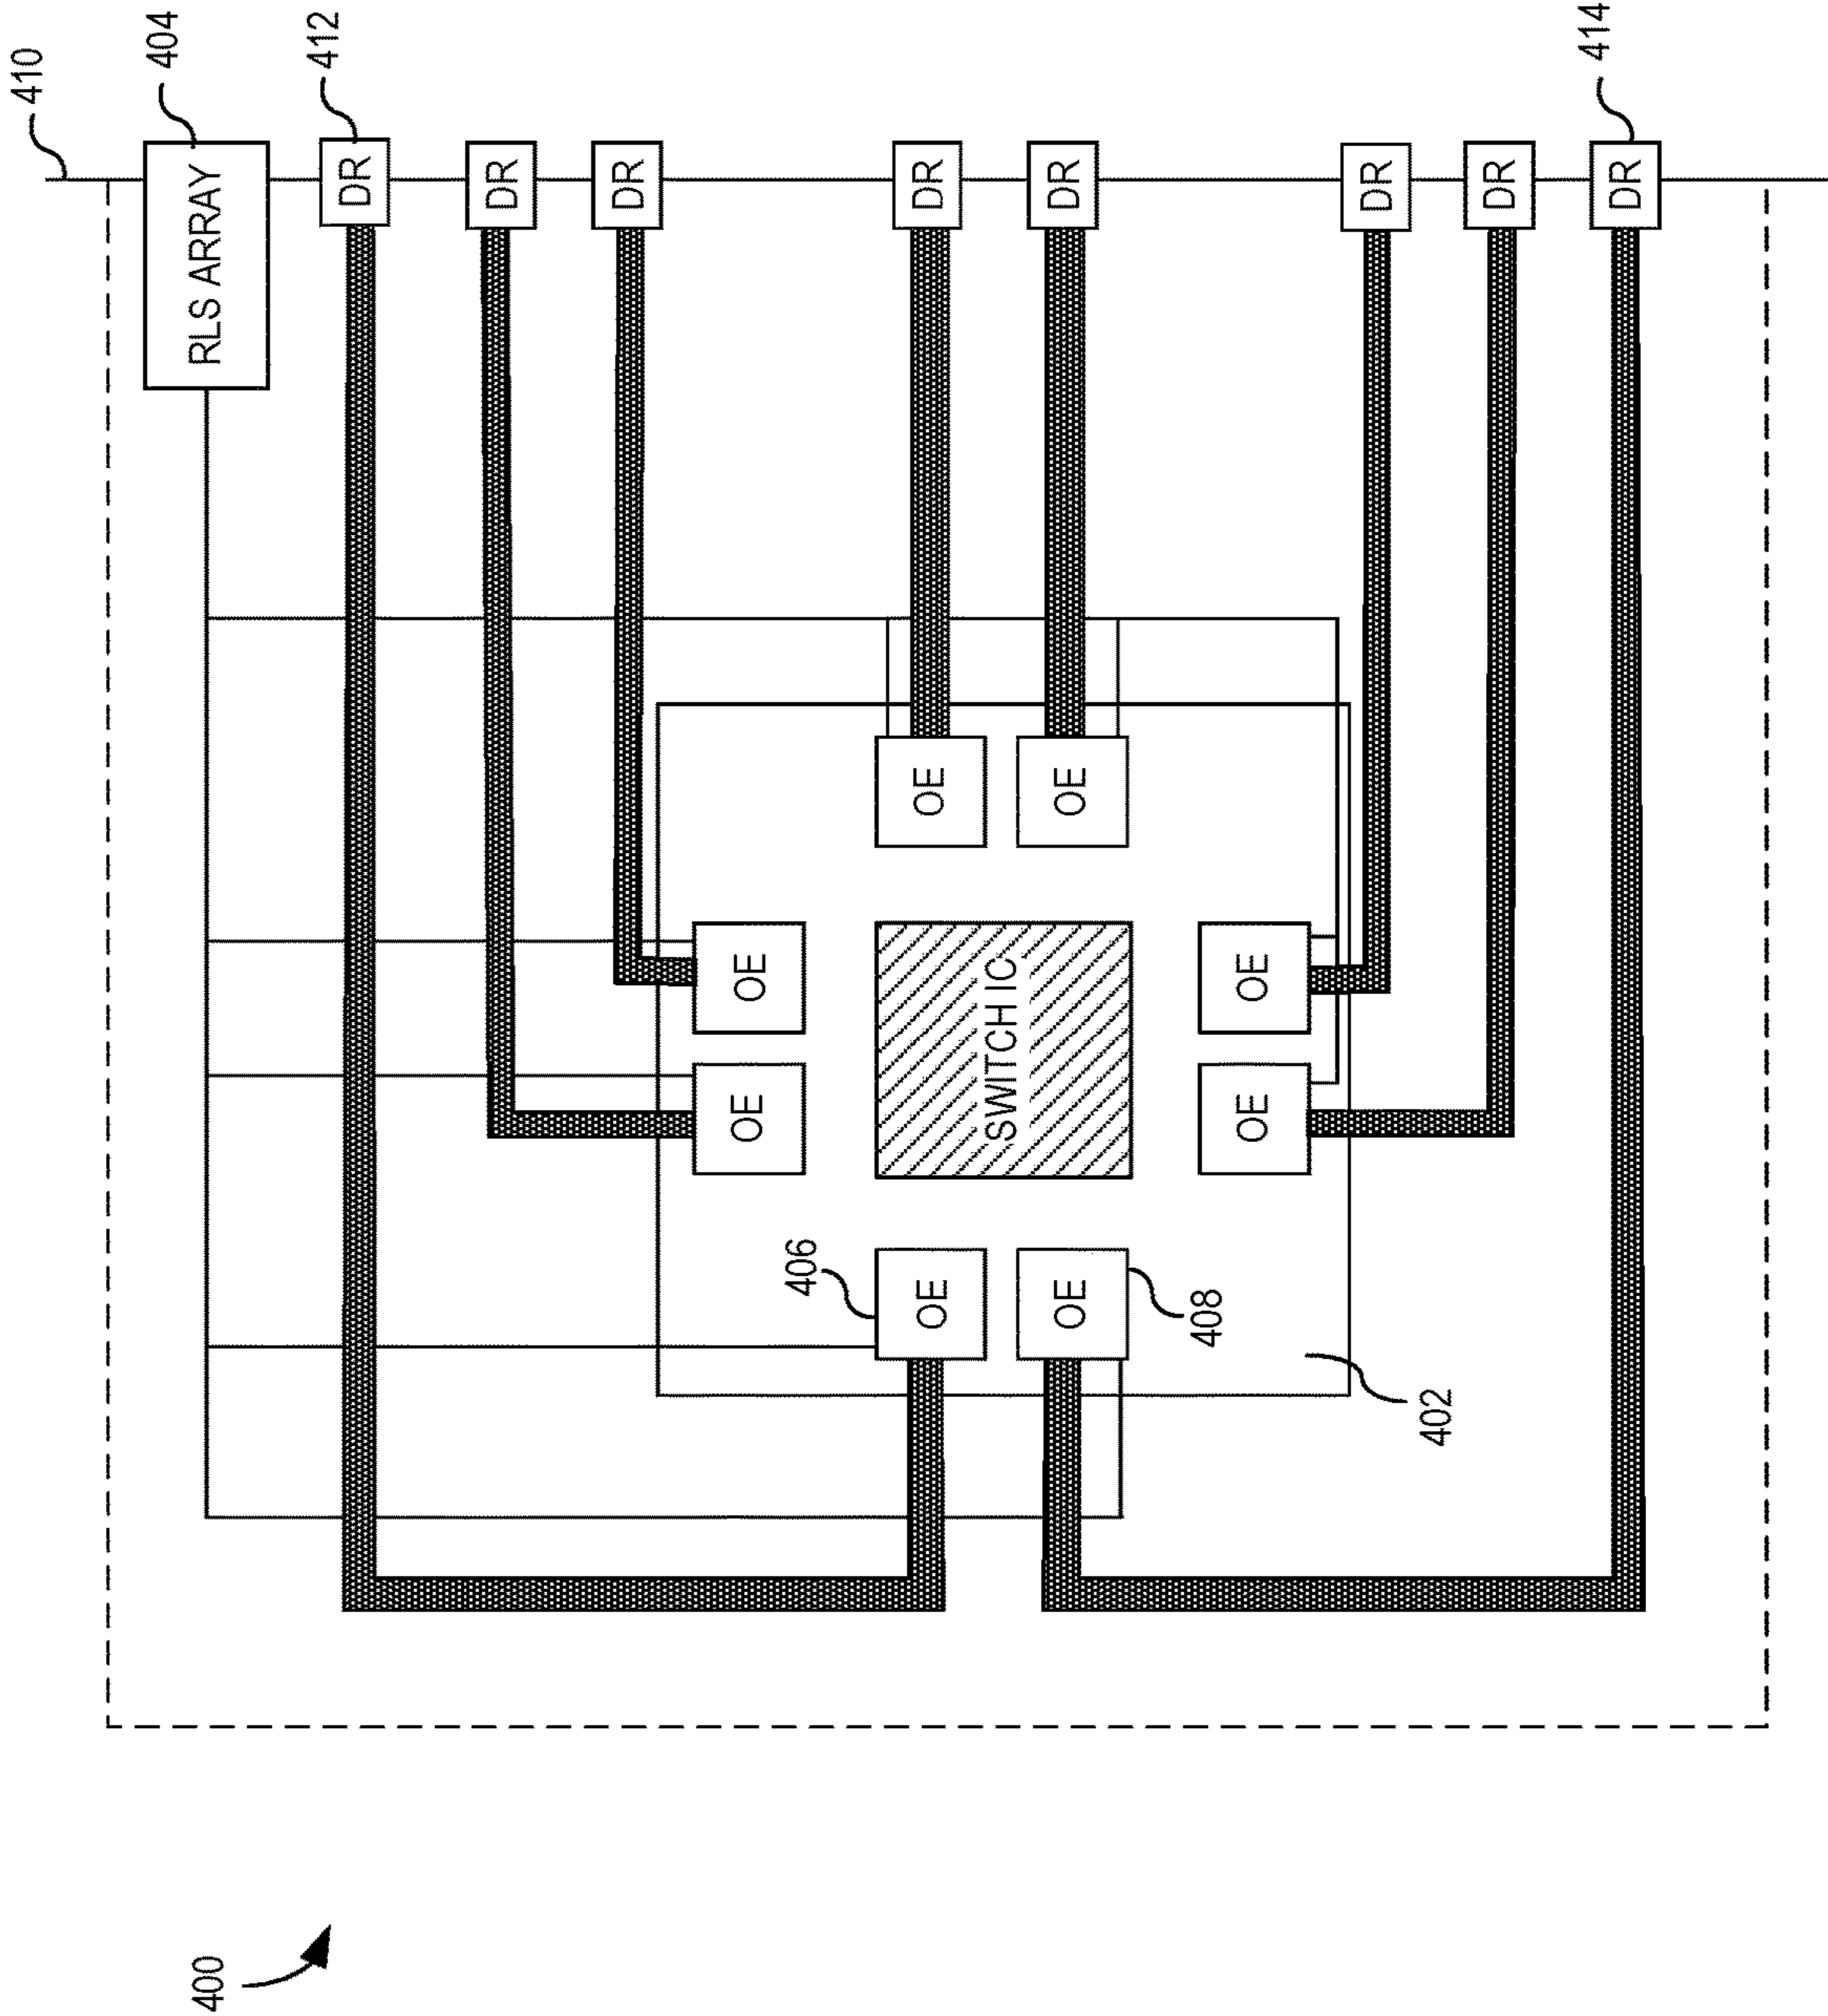 410
404
400
RLS ARRAY
412
DR
DR
DR
OE
OE
406
OE
OE
DR
SWITCH IC
OE
OE
DR
408
OE
OE
DR
402
DR
414
DR